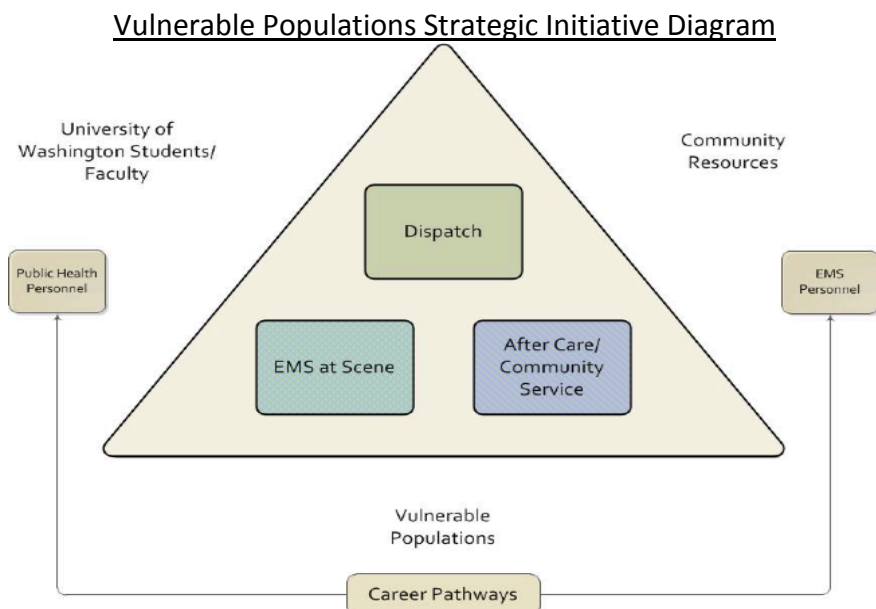 Vulnerable Populations Strategic Initiative Diagram
University of
Washington Students/
Faculty
Community
Resources
Dispatch
Public Health
Personnel
EMS
Personnel
EMS at Scene
After Care/
Community
Service
Vulnerable
Populations
Career Pathways